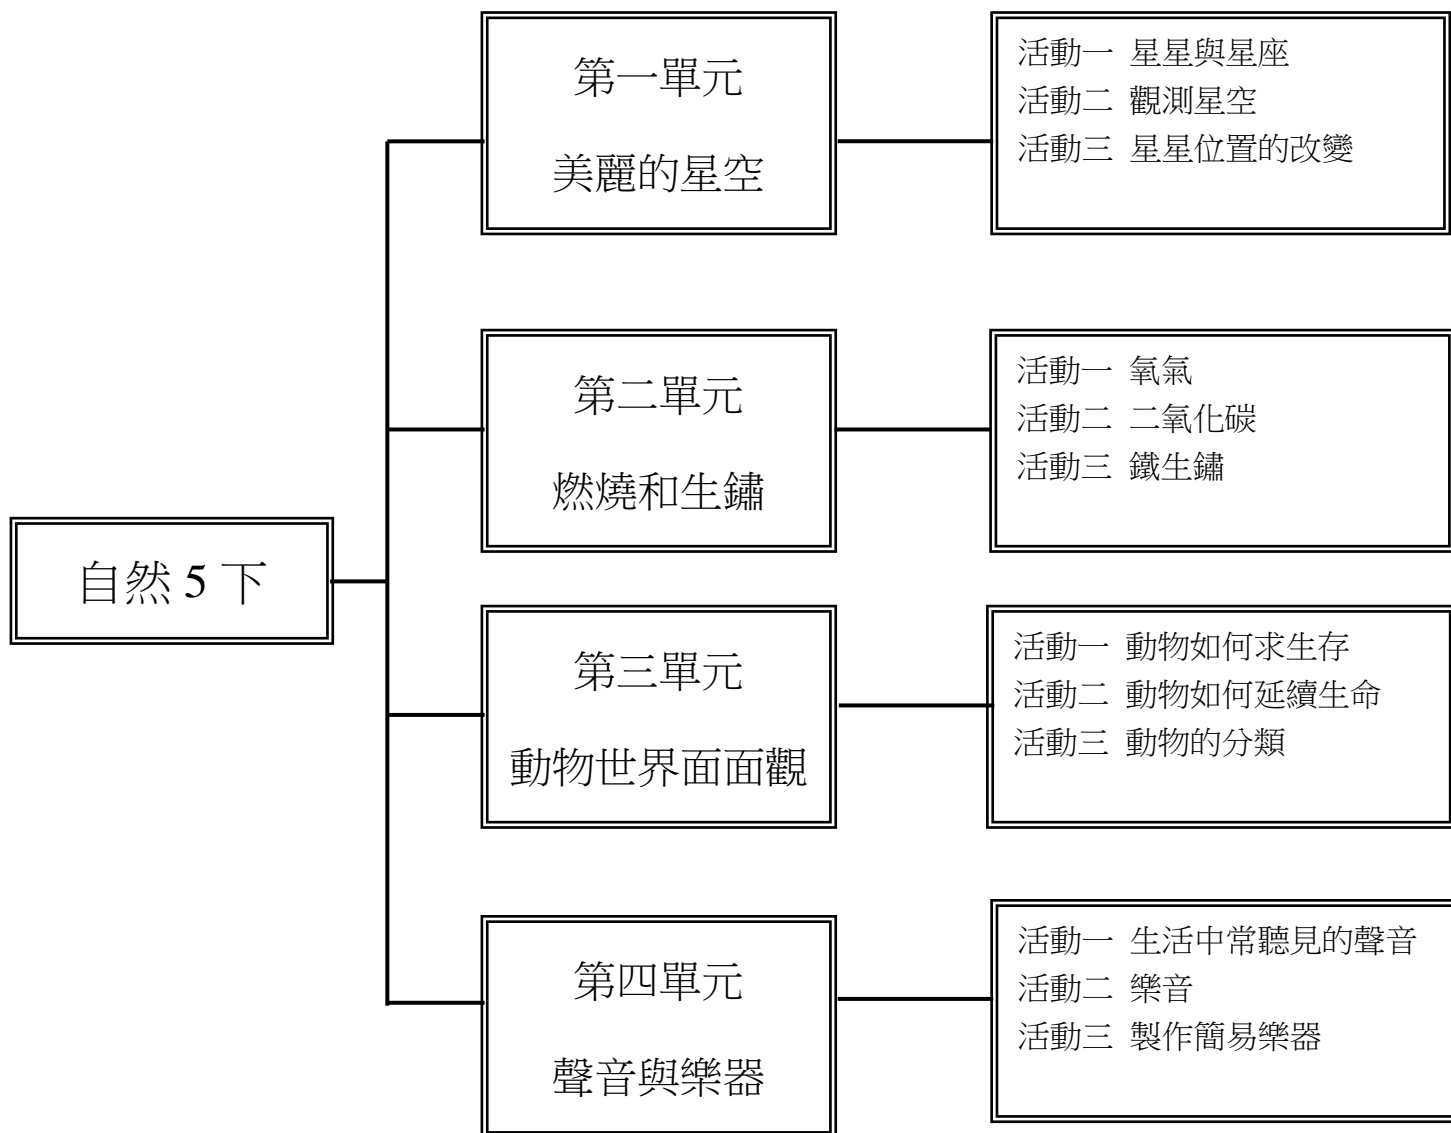 自然 5 下
第一單元
美麗的星空
活動一 星星與星座
活動二 觀測星空
活動三 星星位置的改變
第二單元
燃燒和生鏽
活動一 氧氣
活動二 二氧化碳
活動三 鐵生鏽
第三單元
動物世界面面觀
活動一 動物如何求生存
活動二 動物如何延續生命
活動三 動物的分類
第四單元
聲音與樂器
活動一 生活中常聽見的聲音
活動二 樂音
活動三 製作簡易樂器